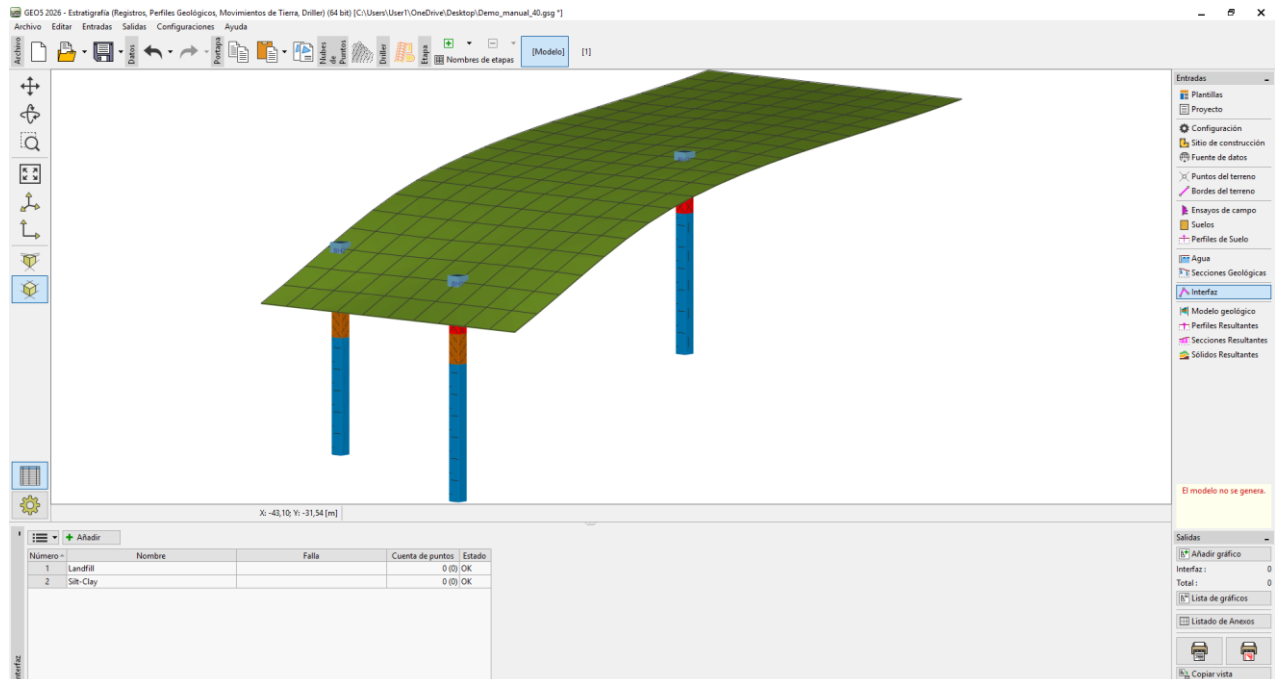 GEO5 2026 - Estratigrafía (Registros, Perfiles Geológicos, Movimientos de Tierra, Driller) (64 bit) [C:\Users\User1\OneDrive\Desktop\Demo_manual_40.gsg *]
Archivo Editar Entradas Salidas Configuraciones Ayuda
Archivo
Datos
Portapa
Nubes de Puntos
Driller
Etapa
Nombres de etapas
[Modelo] [1]
Entradas
Plantillas
Proyecto
Configuración
Sitio de construcción
Fuente de datos
Puntos del terreno
Bordes del terreno
Ensayos de campo
Suelos
Perfiles de Suelo
Agua
Secciones Geológicas
Interfaz
Modelo geológico
Perfiles Resultantes
Secciones Resultantes
Sólidos Resultantes
El modelo no se genera.
X: -43,10; Y: -31,54 [m]
Añadir
Número Nombre Falla Cuenta de puntos Estado
1 Landfill 0 (0) OK
2 Silt-Clay 0 (0) OK
Interfaz
Salidas
Añadir gráfico
Interfaz : 0
Total : 0
Lista de gráficos
Listado de Anexos
Copiar vista